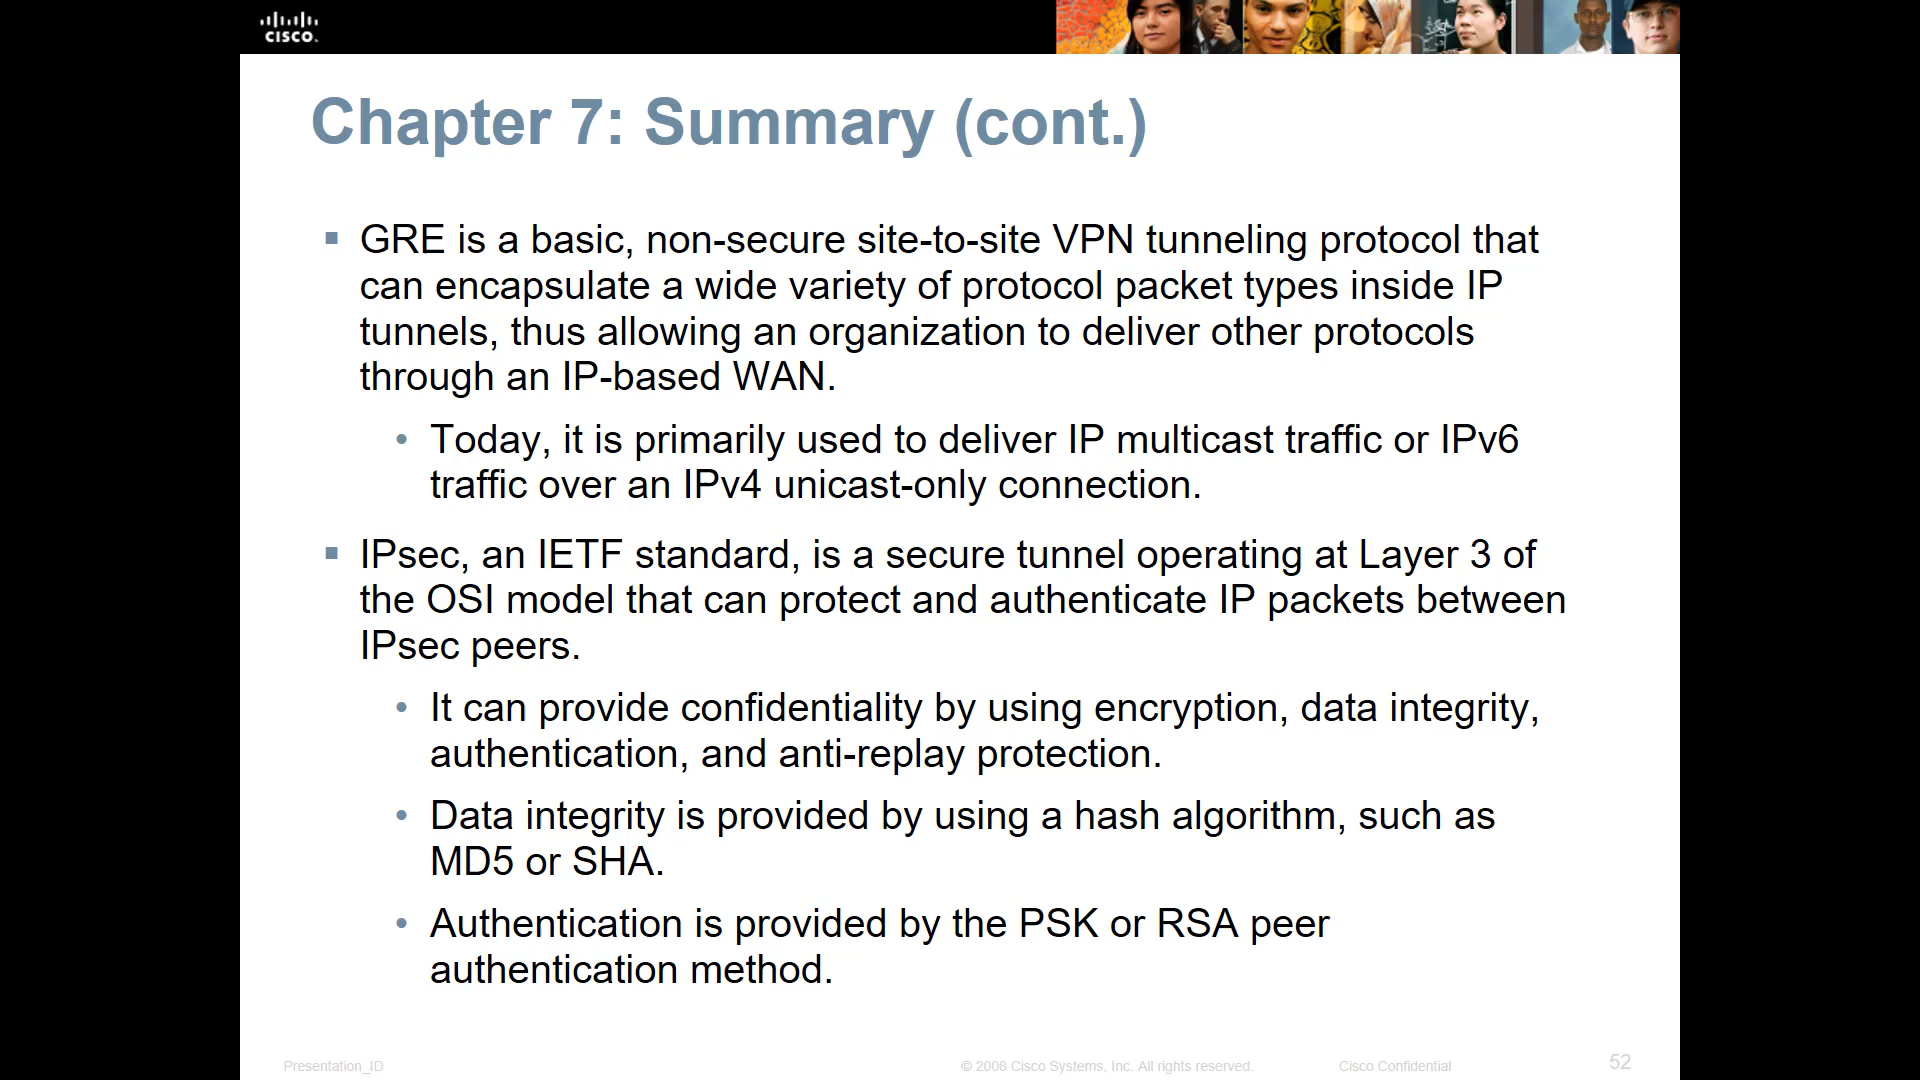 CISCO.
Chapter 7: Summary (cont.)
GRE is a basic, non-secure site-to-site VPN tunneling protocol that
can encapsulate a wide variety of protocol packet types inside IP
tunnels, thus allowing an organization to deliver other protocols
through an IP-based WAN.
Today, it is primarily used to deliver IP multicast traffic or IPv6
traffic over an IPv4 unicast-only connection.
IPsec, an IETF standard, is a secure tunnel operating at Layer 3 of
the OSI model that can protect and authenticate IP packets between
IPsec peers.
It can provide confidentiality by using encryption, data integrity,
authentication, and anti-replay protection.
Data integrity is provided by using a hash algorithm, such as
MD5 or SHA.
Authentication is provided by the PSK or RSA peer
authentication method.
Presentation_ID © 2008 Cisco Systems, Inc. All rights reserved. Cisco Confidential 52